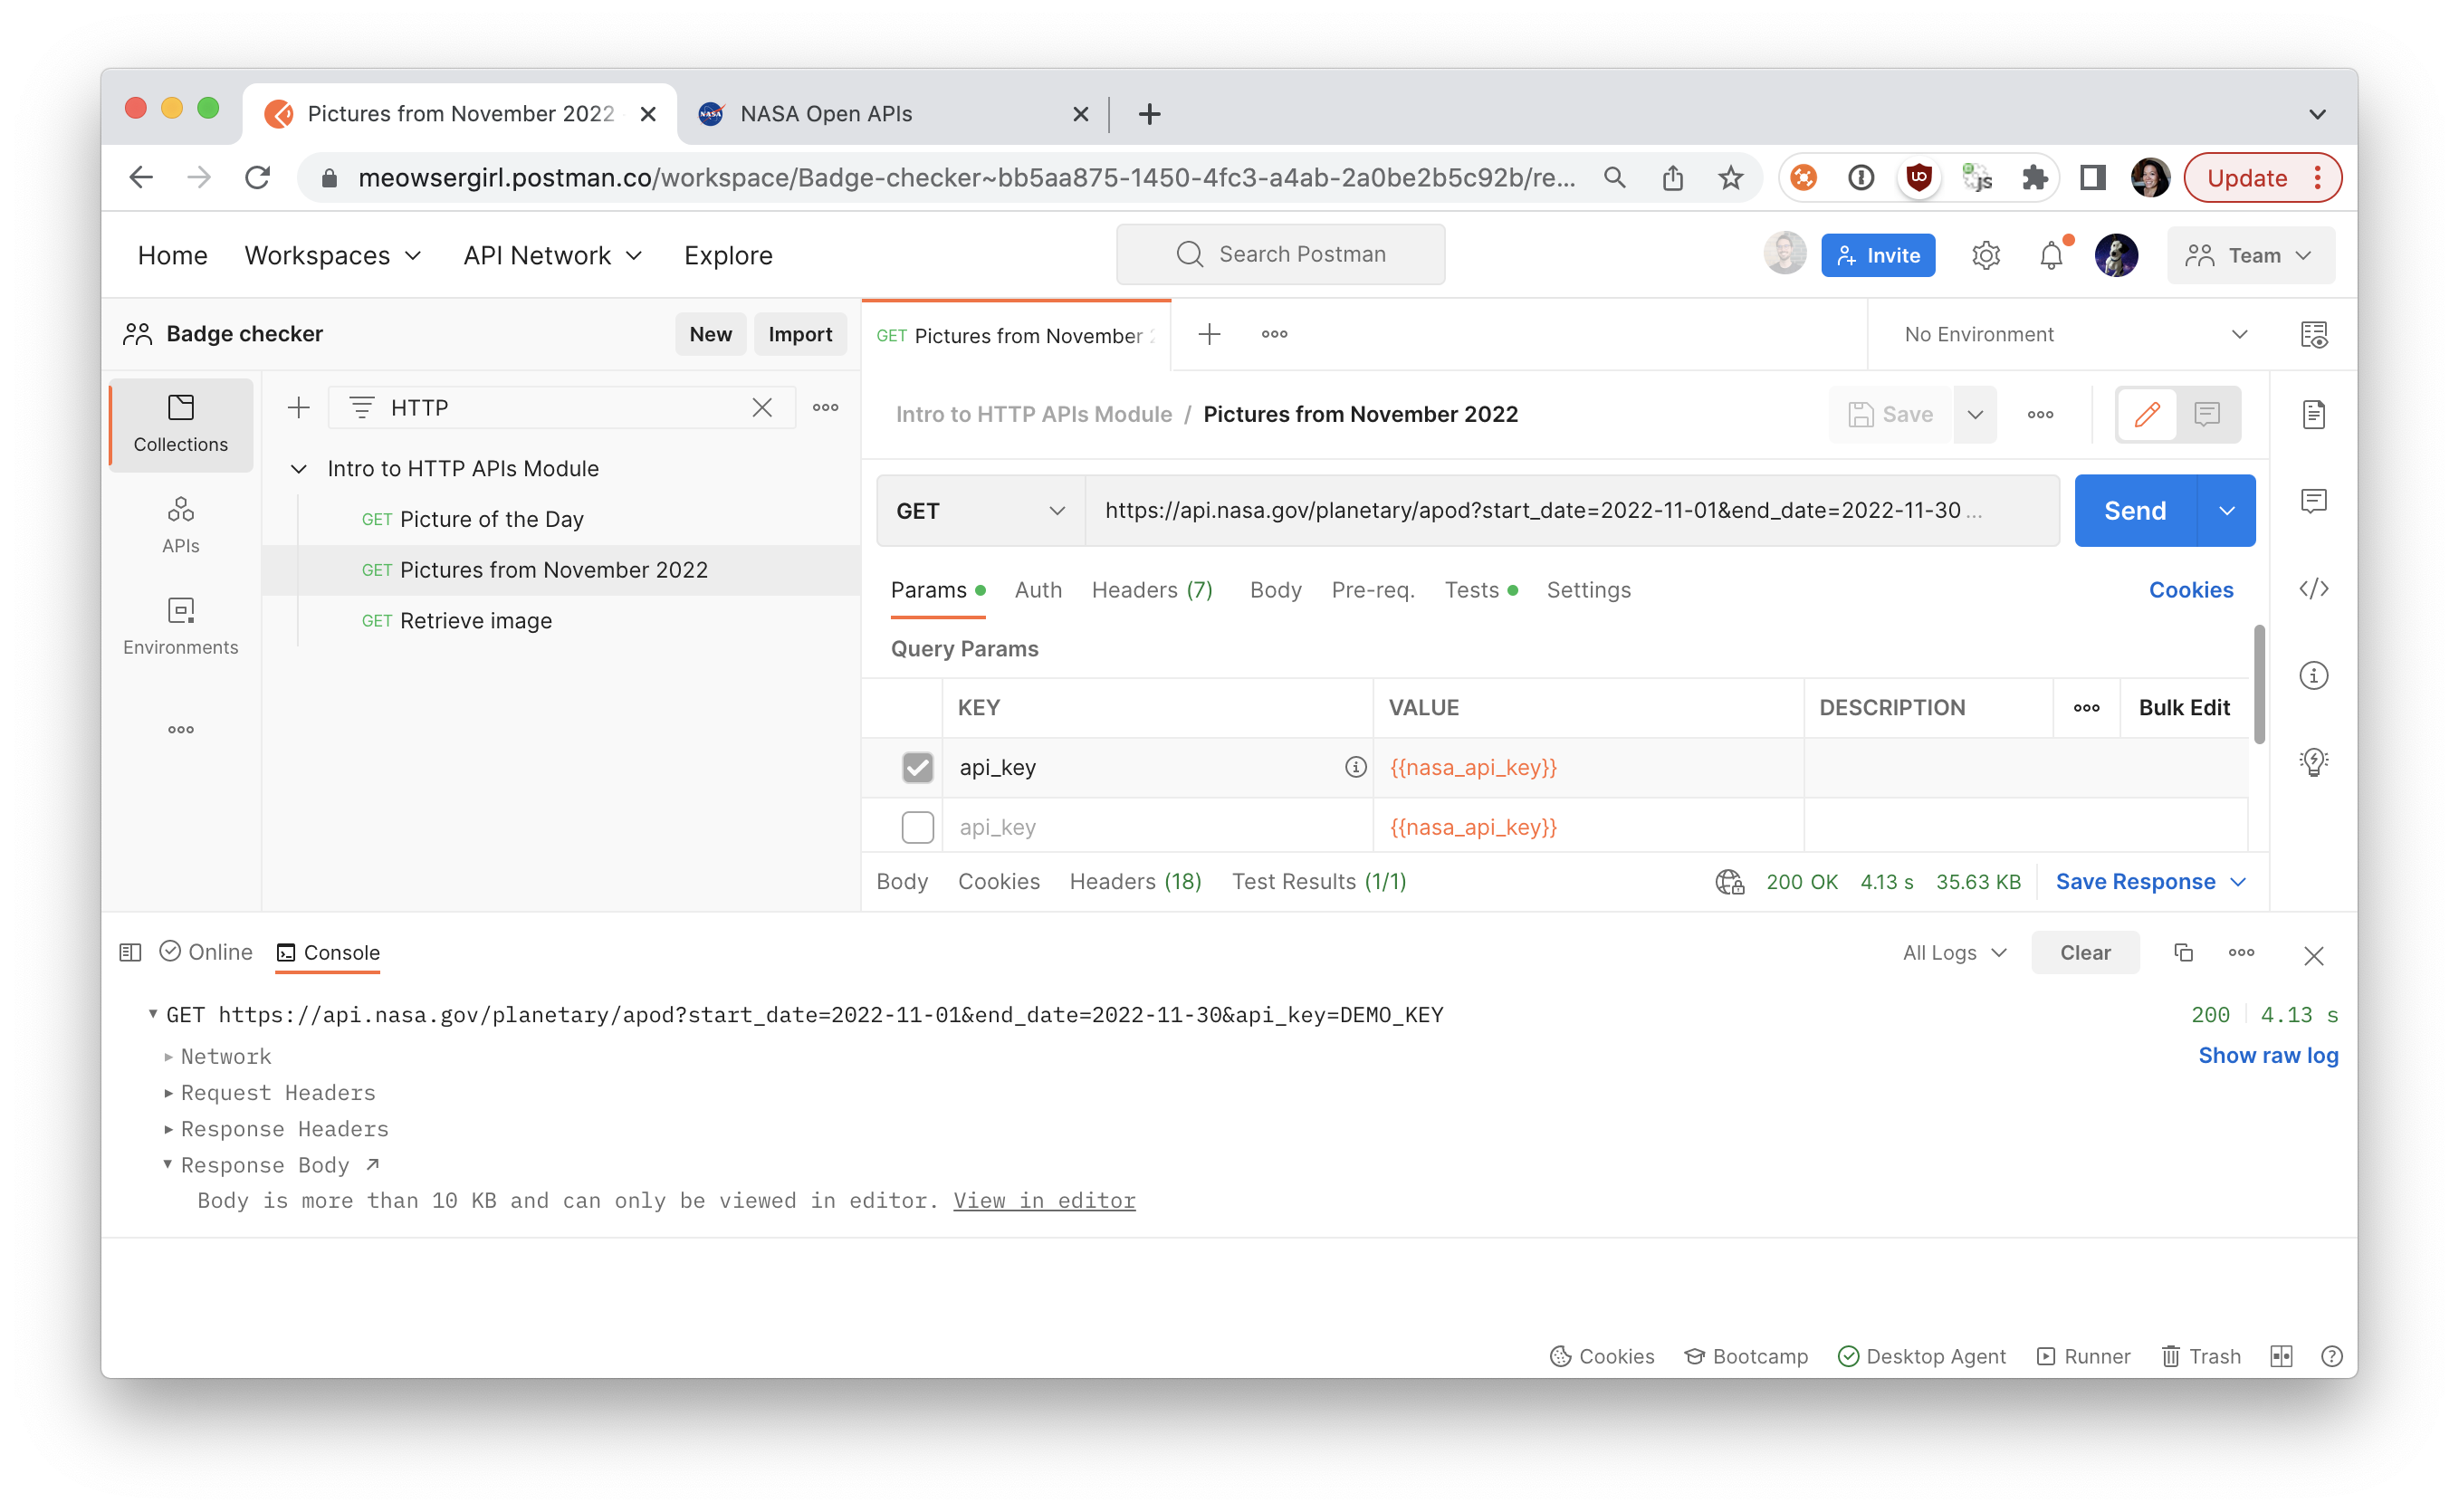 Pictures from November 2022
NASA Open APIs
meowsergirl.postman.co/workspace/Badge-checker~bb5aa875-1450-4fc3-a4ab-2a0be2b5c92b/re...
Update
Home Workspaces API Network Explore
Search Postman
Invite
Team
Badge checker
New Import
GET Pictures from November 2
No Environment
Collections
HTTP
Intro to HTTP APIs Module / Pictures from November 2022
Save
Intro to HTTP APIs Module
GET Picture of the Day
GET Pictures from November 2022
GET Retrieve image
APIs
Environments
GET https://api.nasa.gov/planetary/apod?start_date=2022-11-01&end_date=2022-11-30 ...
Send
Params Auth Headers (7) Body Pre-req. Tests Settings
Cookies
Query Params
KEY VALUE DESCRIPTION Bulk Edit
api_key {{nasa_api_key}}
api_key {{nasa_api_key}}
Body Cookies Headers (18) Test Results (1/1)
200 OK 4.13 s 35.63 KB Save Response
Online Console
All Logs Clear
GET https://api.nasa.gov/planetary/apod?start_date=2022-11-01&end_date=2022-11-30&api_key=DEMO_KEY
200 4.13 s
Network
Show raw log
Request Headers
Response Headers
Response Body
Body is more than 10 KB and can only be viewed in editor. View in editor
Cookies Bootcamp Desktop Agent Runner Trash